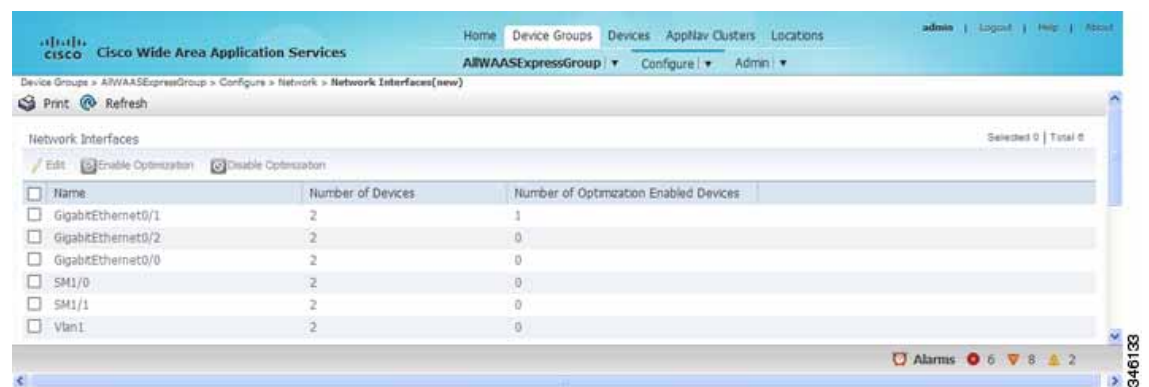 Home Device Groups Devices AppNav Clusters Locations
admin | Logout | Help | About
CISCO Cisco Wide Area Application Services
AllWAASExpressGroup ▼ Configure | ▼ Admin | ▼
Device Groups > AllWAASExpressGroup > Configure > Network > Network Interfaces(new)
Print Refresh
Network Interfaces
Selected 0 | Total 6
Edit Enable Optimization Disable Optimization
Name Number of Devices Number of Optimization Enabled Devices
GigabitEthernet0/1 2 1
GigabitEthernet0/2 2 0
GigabitEthernet0/0 2 0
SM1/0 2 0
SM1/1 2 0
Vlan1 2 0
Alarms 6 8 2
346133